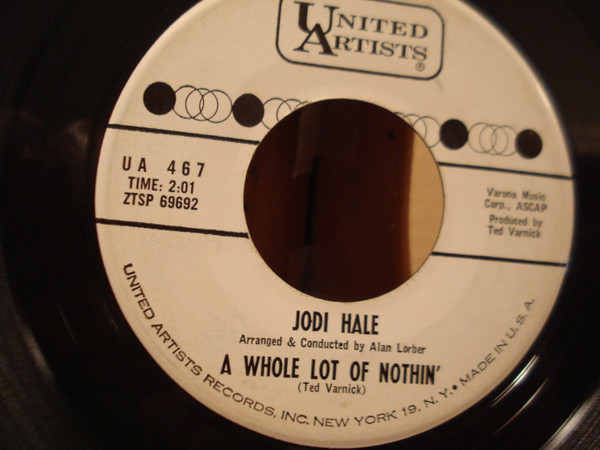 UNITED
ARTISTS
®
UA 467
TIME: 2:01
ZTSP 69692
Varona Music
Corp., ASCAP
Produced by
Ted Varnick
JODI HALE
Arranged & Conducted by Alan Lorber
A WHOLE LOT OF NOTHIN'
(Ted Varnick)
UNITED ARTISTS RECORDS, INC. NEW YORK 19, N.Y. • MADE IN U.S.A.